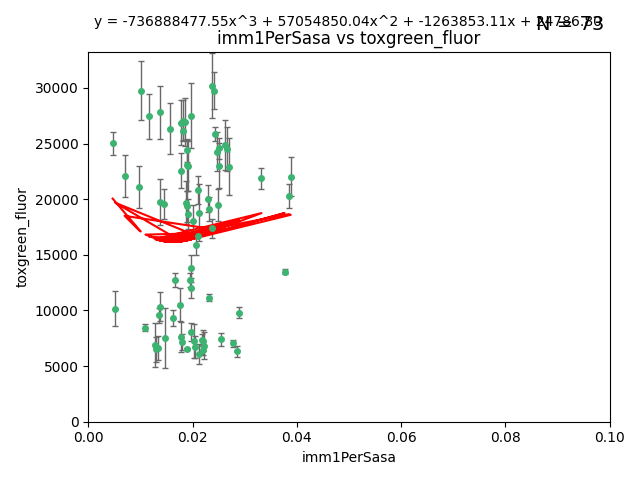 y = -736888477.55x^3 + 57054850.04x^2 + -1263853.11x + 24786.80
N = 73
imm1PerSasa vs toxgreen_fluor
toxgreen_fluor
30000
25000
20000
15000
10000
5000
0
0.00 0.02 0.04 0.06 0.08 0.10
imm1PerSasa